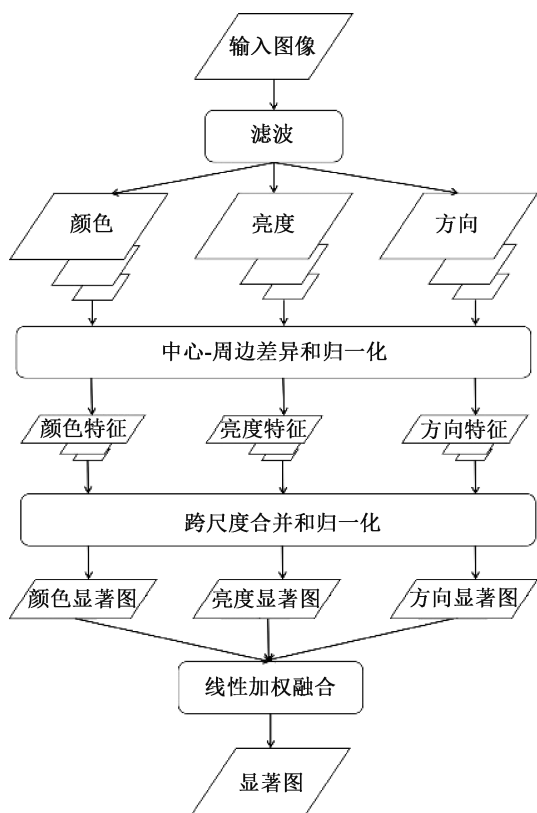 输入图像
滤波
颜色
亮度
方向
中心-周边差异和归一化
颜色特征
亮度特征
方向特征
跨尺度合并和归一化
颜色显著图
亮度显著图
方向显著图
线性加权融合
显著图